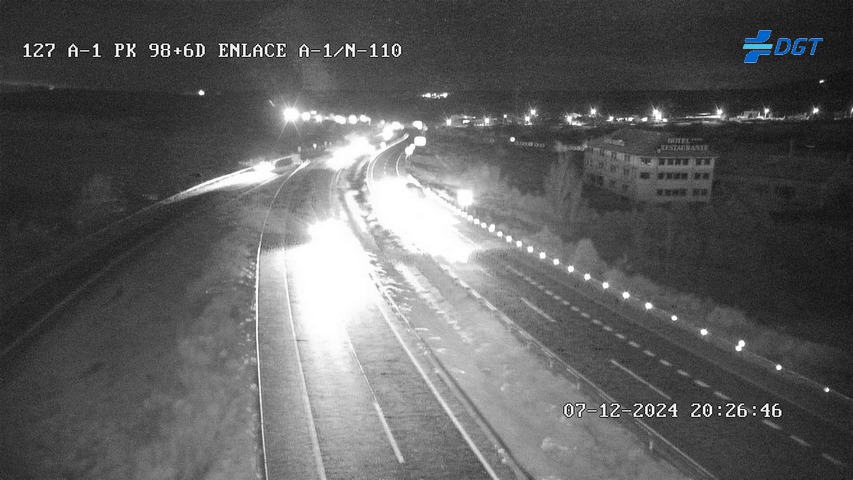 127 A-1 PK 98+6D ENLACE A-1/N-110
DGT
HOTEL
RESTAURANTE
07-12-2024 20:26:46